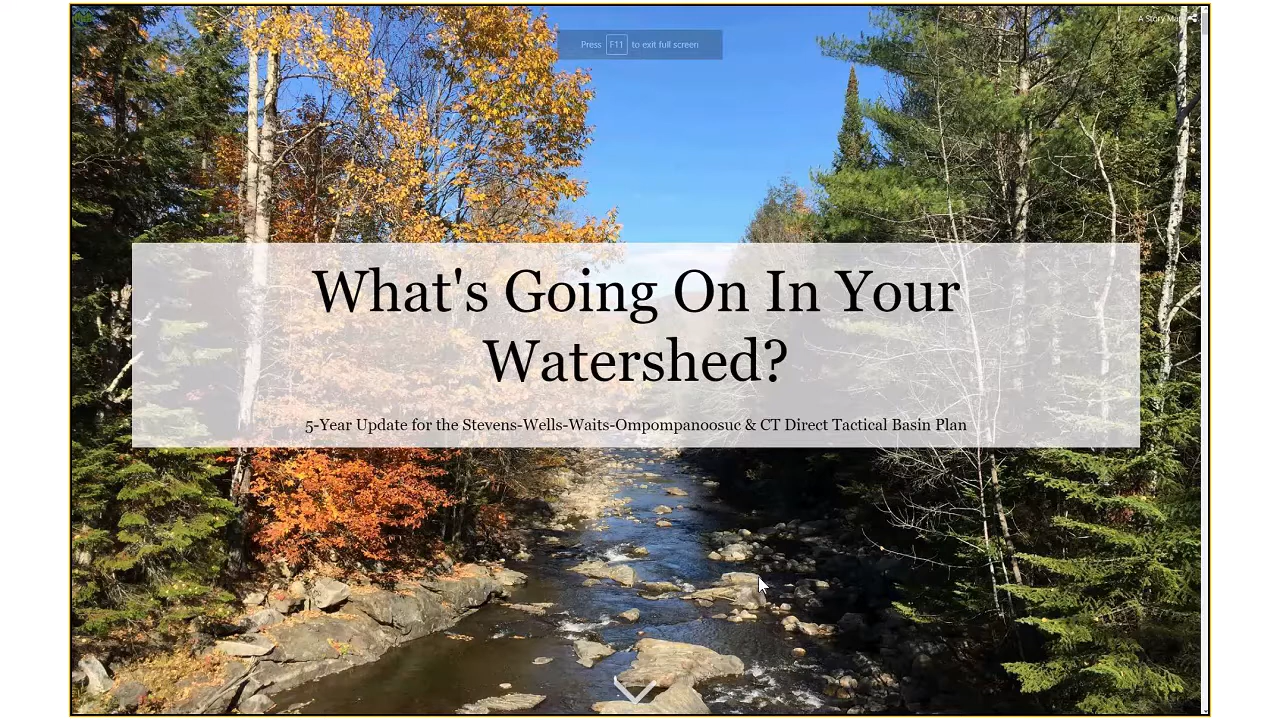 A Story Map
Press F11 to exit full screen
What's Going On In Your
Watershed?
5-Year Update for the Stevens-Wells-Waits-Ompompanoosuc & CT Direct Tactical Basin Plan